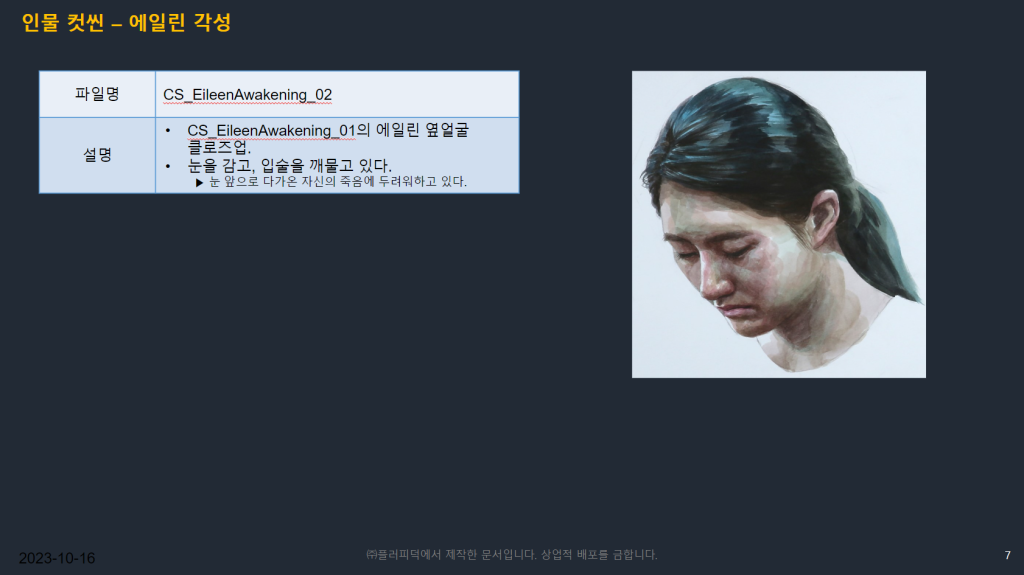 인물 컷씬 – 에일린 각성
파일명
CS_EileenAwakening_02
설명
• CS_EileenAwakening_01의 에일린 옆얼굴
클로즈업.
• 눈을 감고, 입술을 깨물고 있다.
▶ 눈 앞으로 다가온 자신의 죽음에 두려워하고 있다.
2023-10-16
㈜플러피덕에서 제작한 문서입니다. 상업적 배포를 금합니다.
7